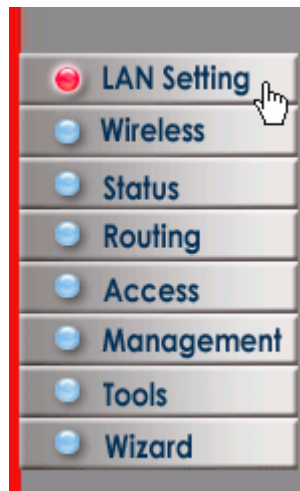 LAN Setting
Wireless
Status
Routing
Access
Management
Tools
Wizard